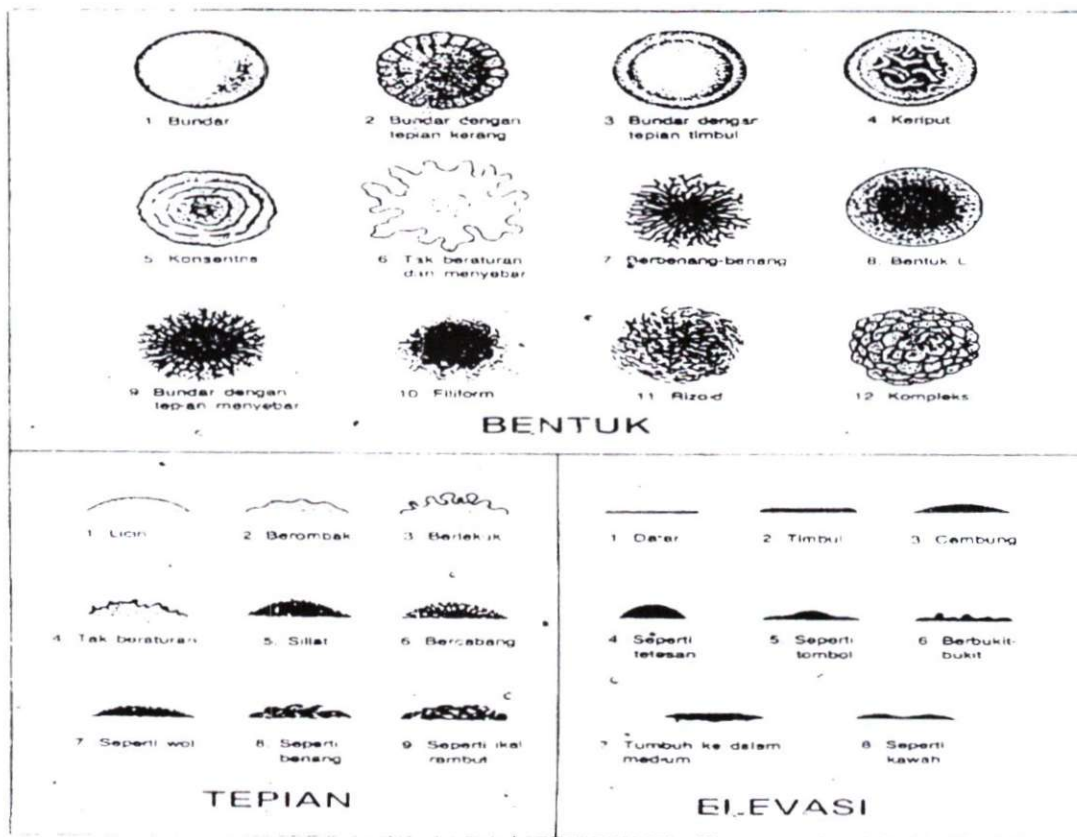 1 Bundar
2 Bundar dengan
tepian kerang
3 Bundar dengan
tepian timbul
4 Keriput
5 Konsentris
6 Tak beraturan
dan menyebar
7 Berbenang-benang
8 Bentuk L
9 Bundar dengan
tepian menyebar
10 Filiform
11 Rizoid
12 Kompleks
BENTUK
1 Licin
2 Berombak
3 Berlekuk
4 Tak beraturan
5. Siliat
6 Bercabang
7 Seperti wol
8. Seperti
benang
9 Seperti ikal
rambut
TEPIAN
1 Datar
2 Timbul
3 Cembung
4 Seperti
tetesan
5 Seperti
tombol
6 Berbukit-
bukit
7 Tumbuh ke dalam
medium
8 Seperti
kawah
ELEVASI